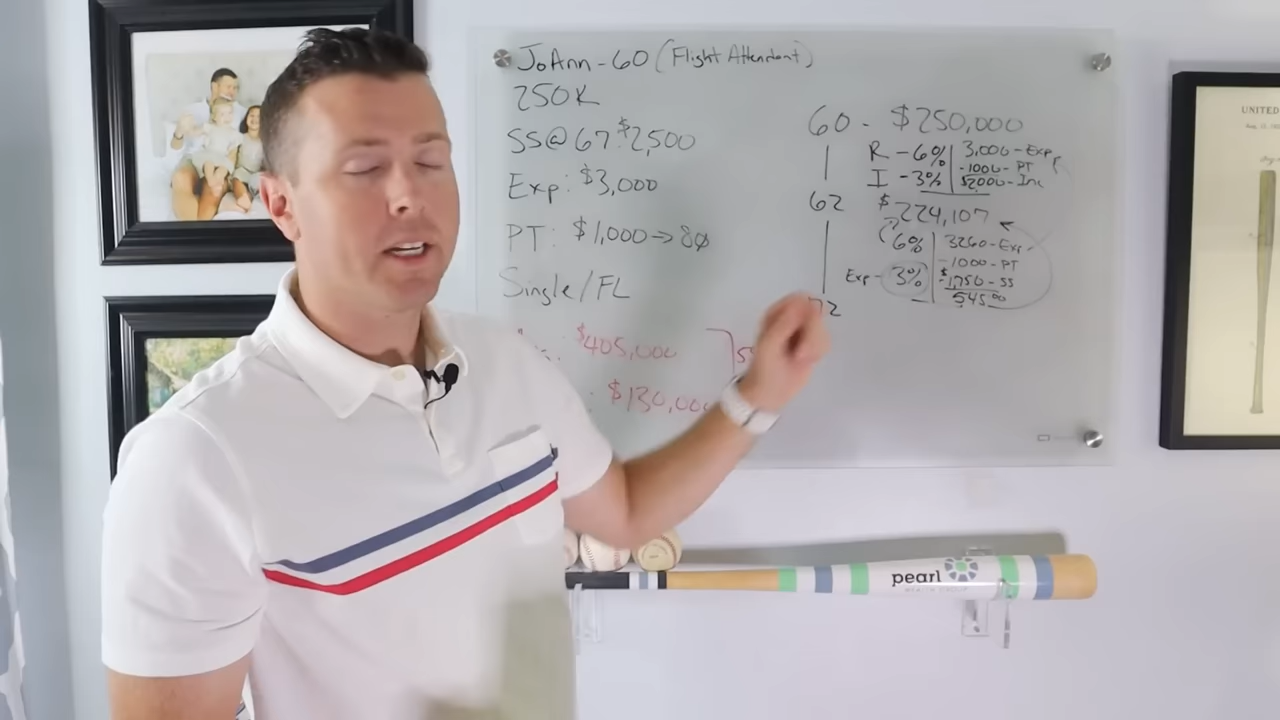 JoAnn-60 (Flight Attendant)
250K
SS@67: $2,500
Exp: $3,000
PT: $1,000→80
Single/FL
$405,000
$130,000
60 - $250,000
R - 6% 3,000 - Exp
I - 3% -1000 - PT
$2000 - Inc
62 $224,107
6% 3260 - Exp
-1000 - PT
Exp - 3% $1,750 - SS
545.00
UNITED
pearl